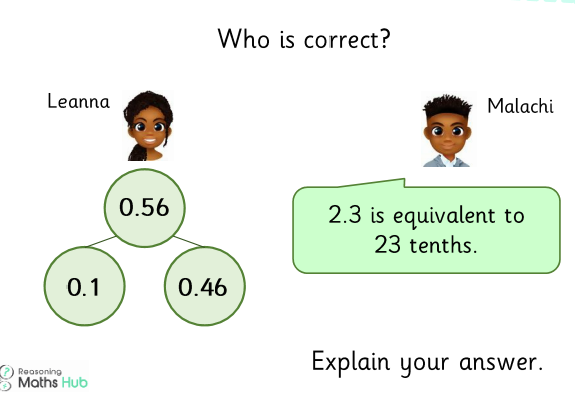 Who is correct?
Leanna
Malachi
0.56
0.1
0.46
2.3 is equivalent to
23 tenths.
Explain your answer.
Reasoning
Maths Hub